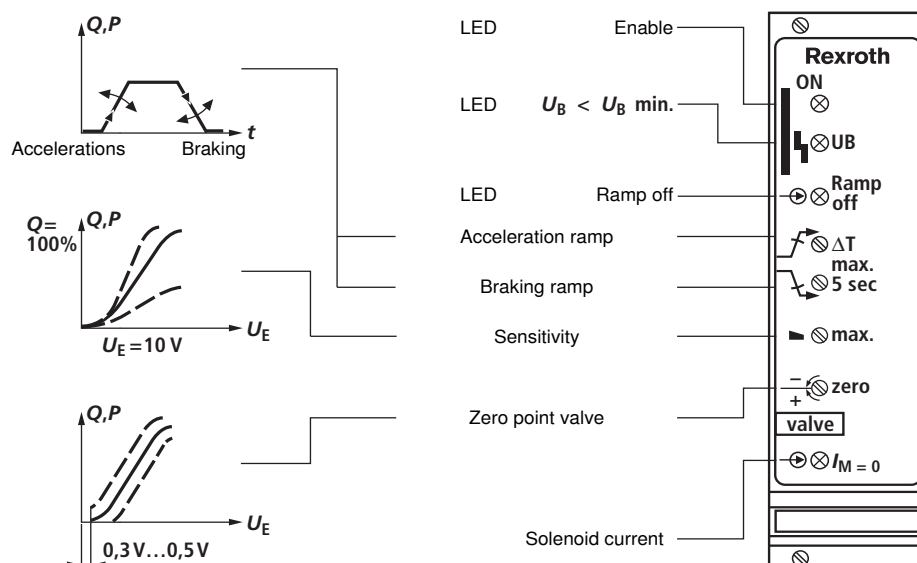 Q,P
t
Accelerations Braking
Q=
100%
Q,P
U_E
U_E = 10 V
Q,P
U_E
0,3 V...0,5 V
LED Enable
LED U_B < U_B min.
LED Ramp off
Acceleration ramp
Braking ramp
Sensitivity
Zero point valve
Solenoid current
Rexroth
ON
UB
Ramp
off
ΔT
max.
5 sec
max.
−
+
zero
valve
I_M = 0